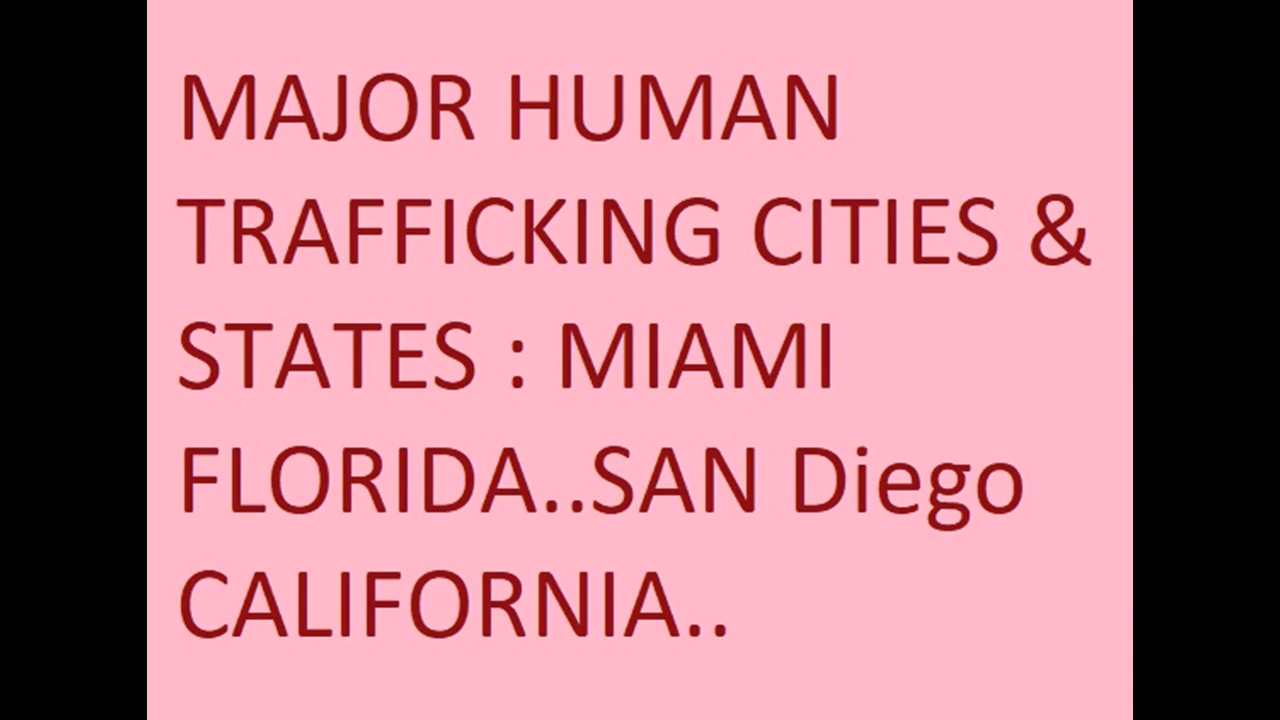 MAJOR HUMAN
TRAFFICKING CITIES &
STATES : MIAMI
FLORIDA..SAN Diego
CALIFORNIA..